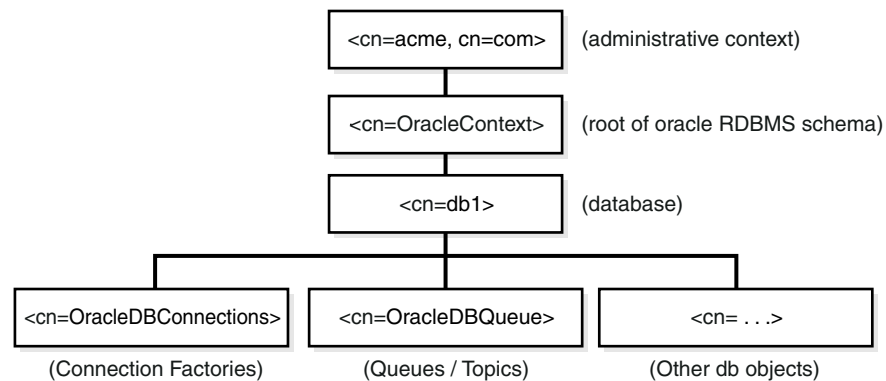 <cn=acme, cn=com> (administrative context)
<cn=OracleContext> (root of oracle RDBMS schema)
<cn=db1> (database)
<cn=OracleDBConnections> <cn=OracleDBQueue> <cn= . . .>
(Connection Factories) (Queues / Topics) (Other db objects)